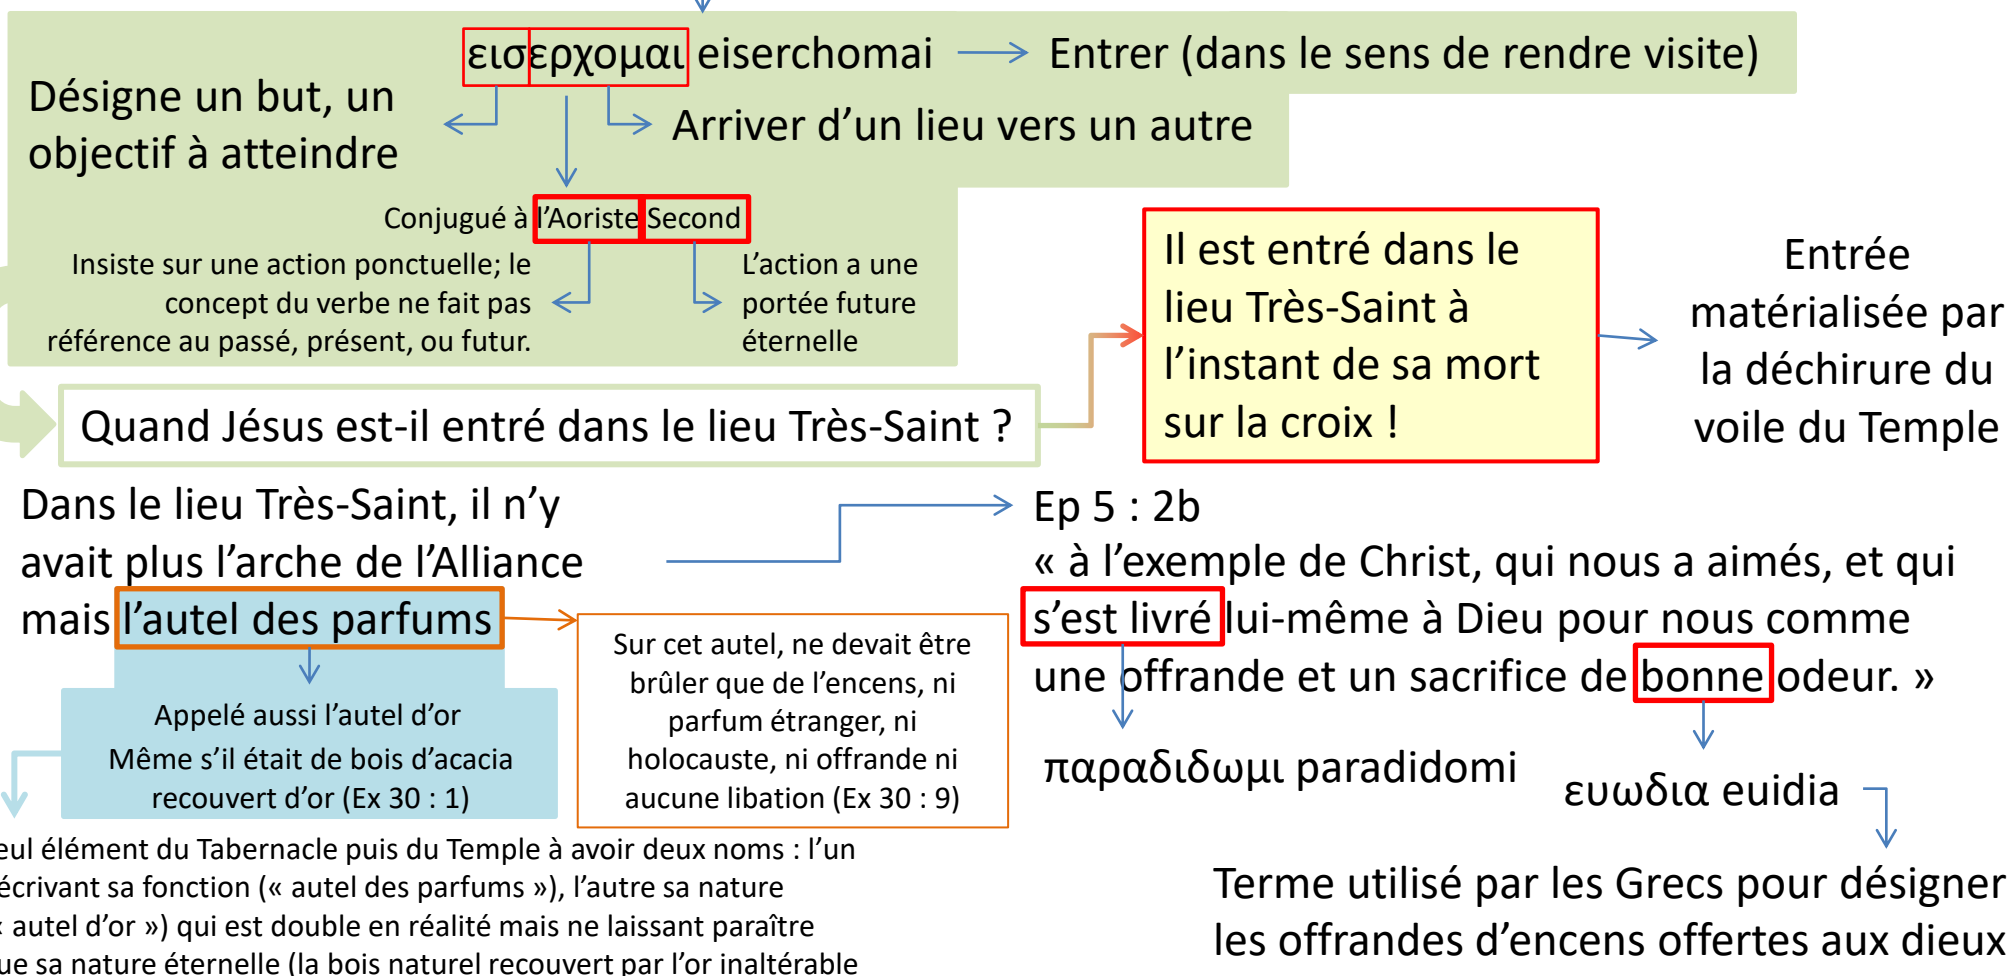 εισερχομαι eiserchomai Entrer (dans le sens de rendre visite)
Désigne un but, un
objectif à atteindre
Arriver d’un lieu vers un autre
Conjugué à l’Aoriste Second
Insiste sur une action ponctuelle; le
concept du verbe ne fait pas
référence au passé, présent, ou futur.
L’action a une
portée future
éternelle
Quand Jésus est-il entré dans le lieu Très-Saint ?
Il est entré dans le
lieu Très-Saint à
l’instant de sa mort
sur la croix !
Entrée
matérialisée par
la déchirure du
voile du Temple
Dans le lieu Très-Saint, il n’y
avait plus l’arche de l’Alliance
mais l’autel des parfums
Appelé aussi l’autel d’or
Même s’il était de bois d’acacia
recouvert d’or (Ex 30 : 1)
Sur cet autel, ne devait être
brûler que de l’encens, ni
parfum étranger, ni
holocauste, ni offrande ni
aucune libation (Ex 30 : 9)
eul élément du Tabernacle puis du Temple à avoir deux noms : l’un
écrivant sa fonction (« autel des parfums »), l’autre sa nature
« autel d’or ») qui est double en réalité mais ne laissant paraître
ue sa nature éternelle (la bois naturel recouvert par l’or inaltérable
Ep 5 : 2b
« à l’exemple de Christ, qui nous a aimés, et qui
s’est livré lui-même à Dieu pour nous comme
une offrande et un sacrifice de bonne odeur. »
παραδιδωμι paradidomi
ευωδια euidia
Terme utilisé par les Grecs pour désigner
les offrandes d’encens offertes aux dieux